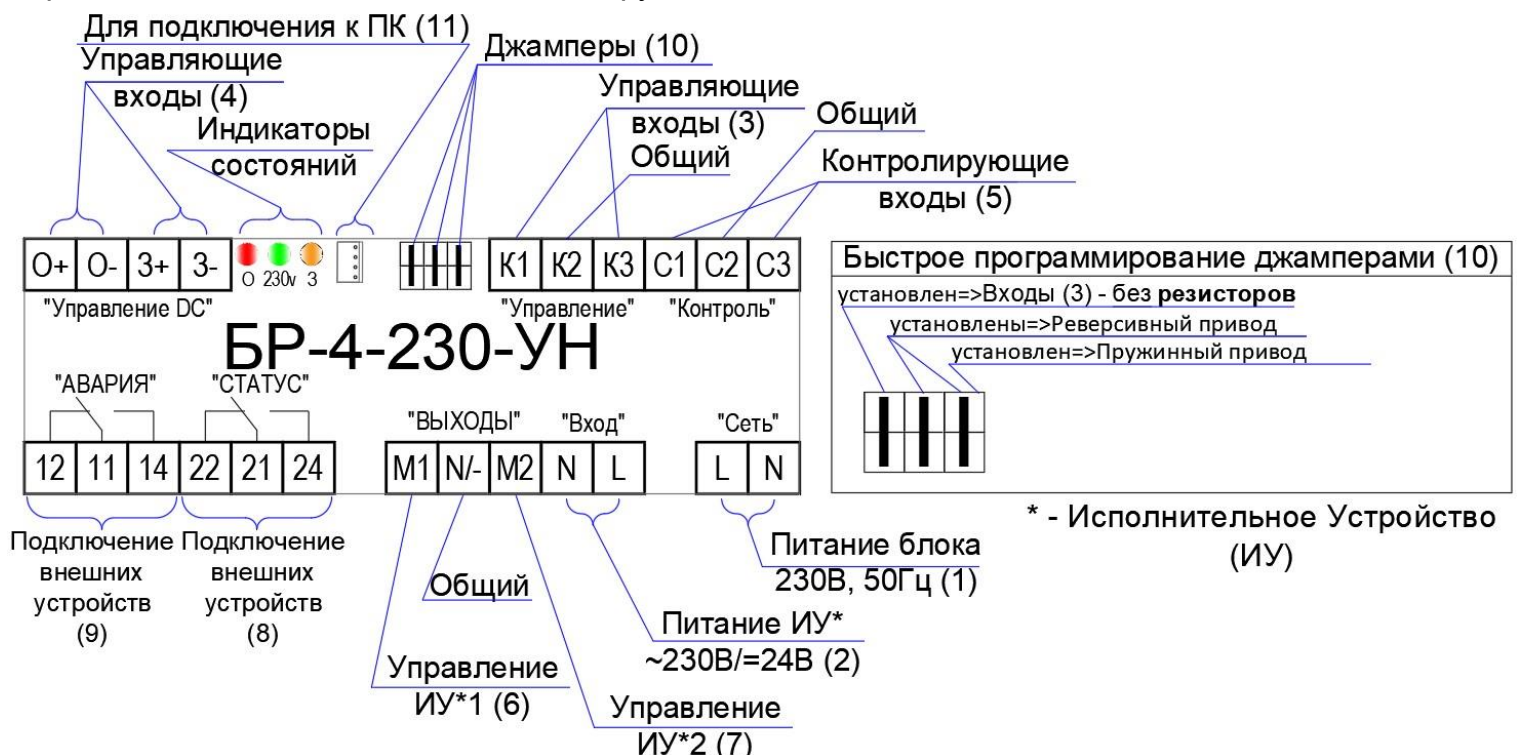 Для подключения к ПК (11)
Управляющие
входы (4)
Индикаторы
состояний
Джамперы (10)
Управляющие
входы (3)
Общий
Общий
Контролирующие
входы (5)
О+ О- З+ З- О 230v З К1 К2 К3 С1 С2 С3
"Управление DC" "Управление" "Контроль"
БР-4-230-УН
"АВАРИЯ" "СТАТУС" "ВЫХОДЫ" "Вход" "Сеть"
12 11 14 22 21 24 М1 N/- М2 N L L N
Быстрое программирование джамперами (10)
установлен=>Входы (3) - без резисторов
установлены=>Реверсивный привод
установлен=>Пружинный привод
* - Исполнительное Устройство
(ИУ)
Подключение
внешних
устройств
(9)
Подключение
внешних
устройств
(8)
Общий
Питание блока
230В, 50Гц (1)
Питание ИУ*
~230В/=24В (2)
Управление
ИУ*1 (6)
Управление
ИУ*2 (7)